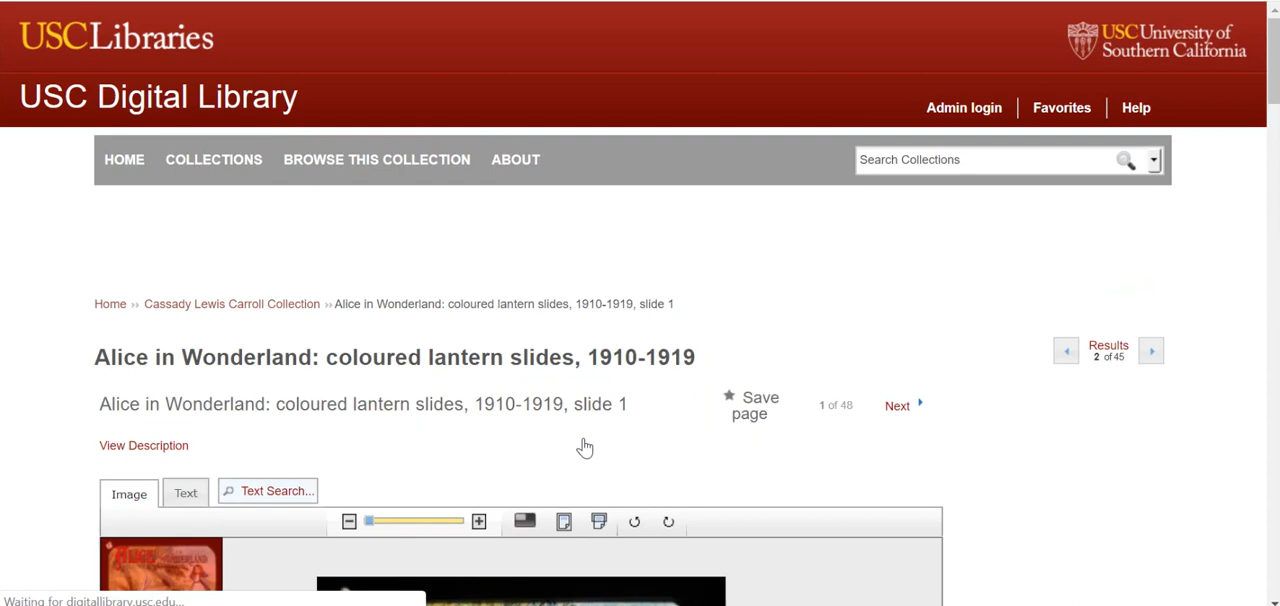 USCLibraries
USCUniversity of
Southern California
USC Digital Library
Admin login
Favorites
Help
HOME
COLLECTIONS
BROWSE THIS COLLECTION
ABOUT
Search Collections
Home ›› Cassady Lewis Carroll Collection ›› Alice in Wonderland: coloured lantern slides, 1910-1919, slide 1
Alice in Wonderland: coloured lantern slides, 1910-1919
Results
2 of 45
Alice in Wonderland: coloured lantern slides, 1910-1919, slide 1
Save
page
1 of 48
Next
View Description
Image
Text
Text Search...
ALICE
WONDERLAND
Waiting for digitallibrary.usc.edu...